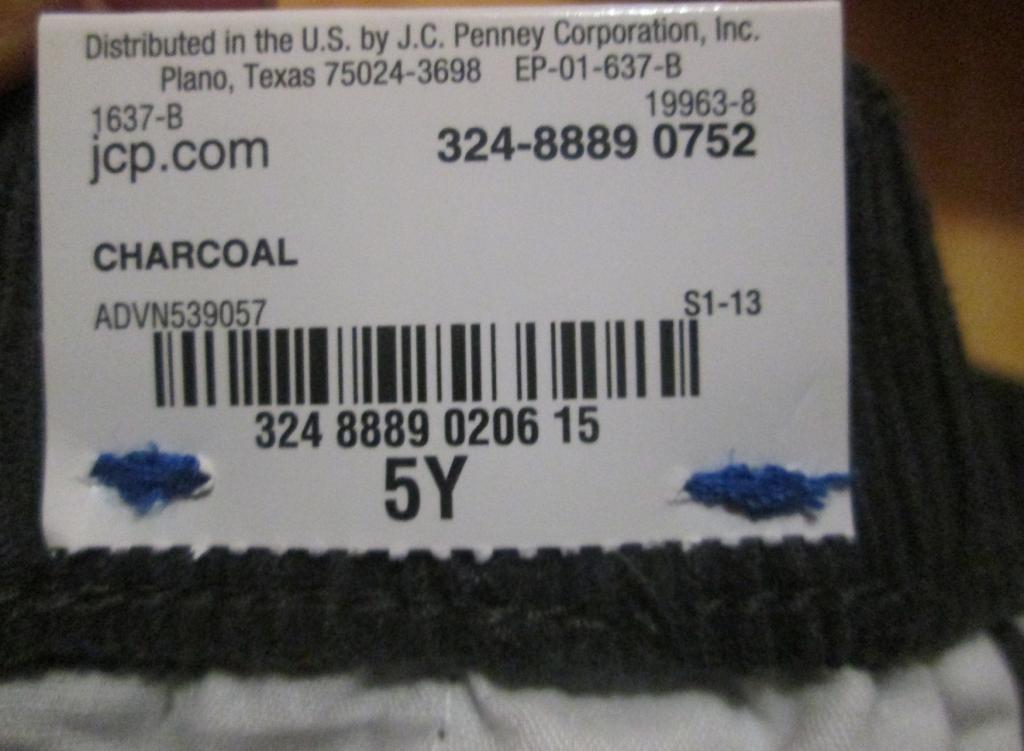 Distributed in the U.S. by J.C. Penney Corporation, Inc.
Plano, Texas 75024-3698 EP-01-637-B
1637-B 19963-8
jcp.com 324-8889 0752
CHARCOAL
ADVN539057 S1-13
324 8889 0206 15
5Y